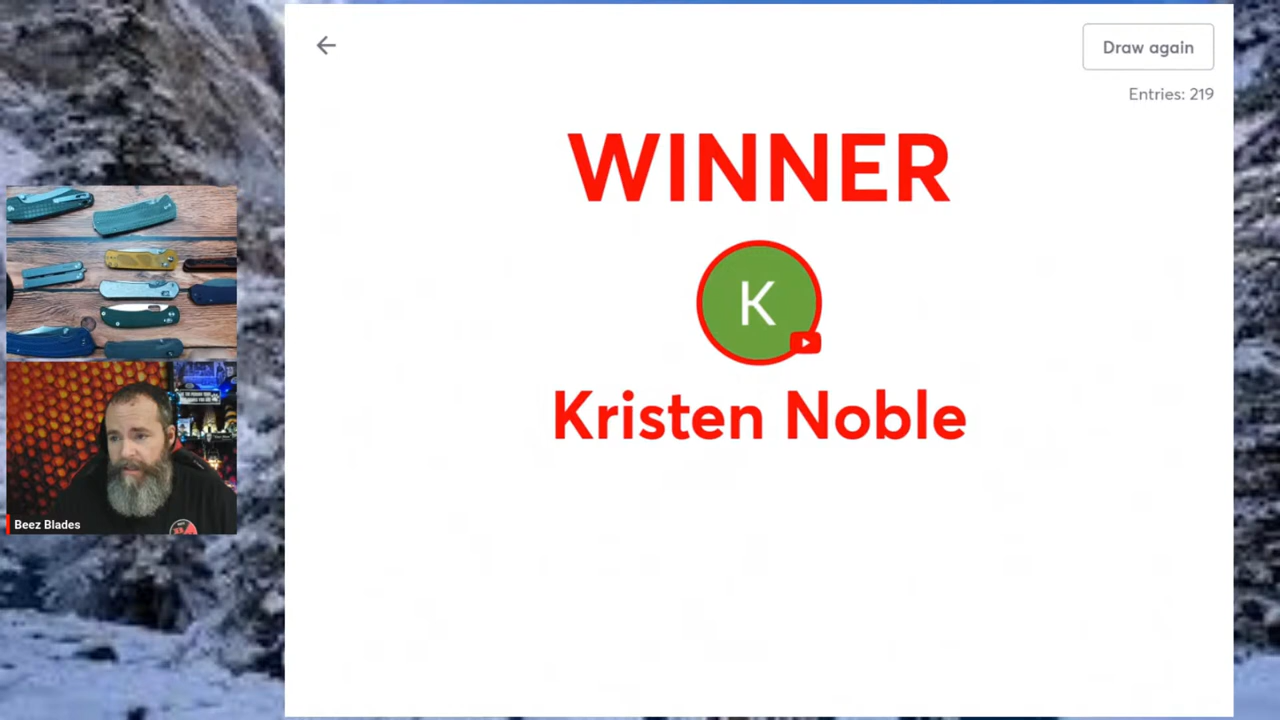 Draw again
Entries: 219
WINNER
K
Kristen Noble
Beez Blades